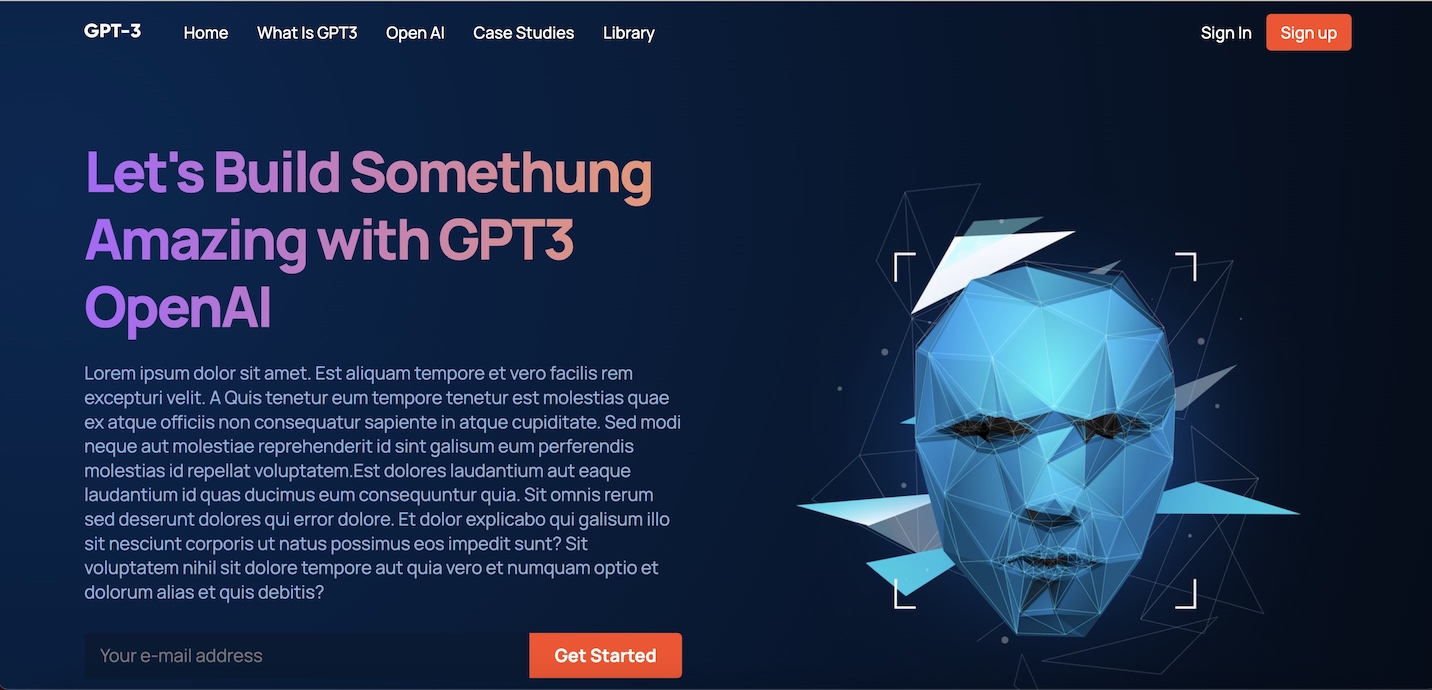 GPT-3 Home What Is GPT3 Open AI Case Studies Library Sign In Sign up
Let's Build Somethung
Amazing with GPT3
OpenAI
Lorem ipsum dolor sit amet. Est aliquam tempore et vero facilis rem
excepturi velit. A Quis tenetur eum tempore tenetur est molestias quae
ex atque officiis non consequatur sapiente in atque cupiditate. Sed modi
neque aut molestiae reprehenderit id sint galisum eum perferendis
molestias id repellat voluptatem.Est dolores laudantium aut eaque
laudantium id quas ducimus eum consequuntur quia. Sit omnis rerum
sed deserunt dolores qui error dolore. Et dolor explicabo qui galisum illo
sit nesciunt corporis ut natus possimus eos impedit sunt? Sit
voluptatem nihil sit dolore tempore aut quia vero et numquam optio et
dolorum alias et quis debitis?
Your e-mail address Get Started